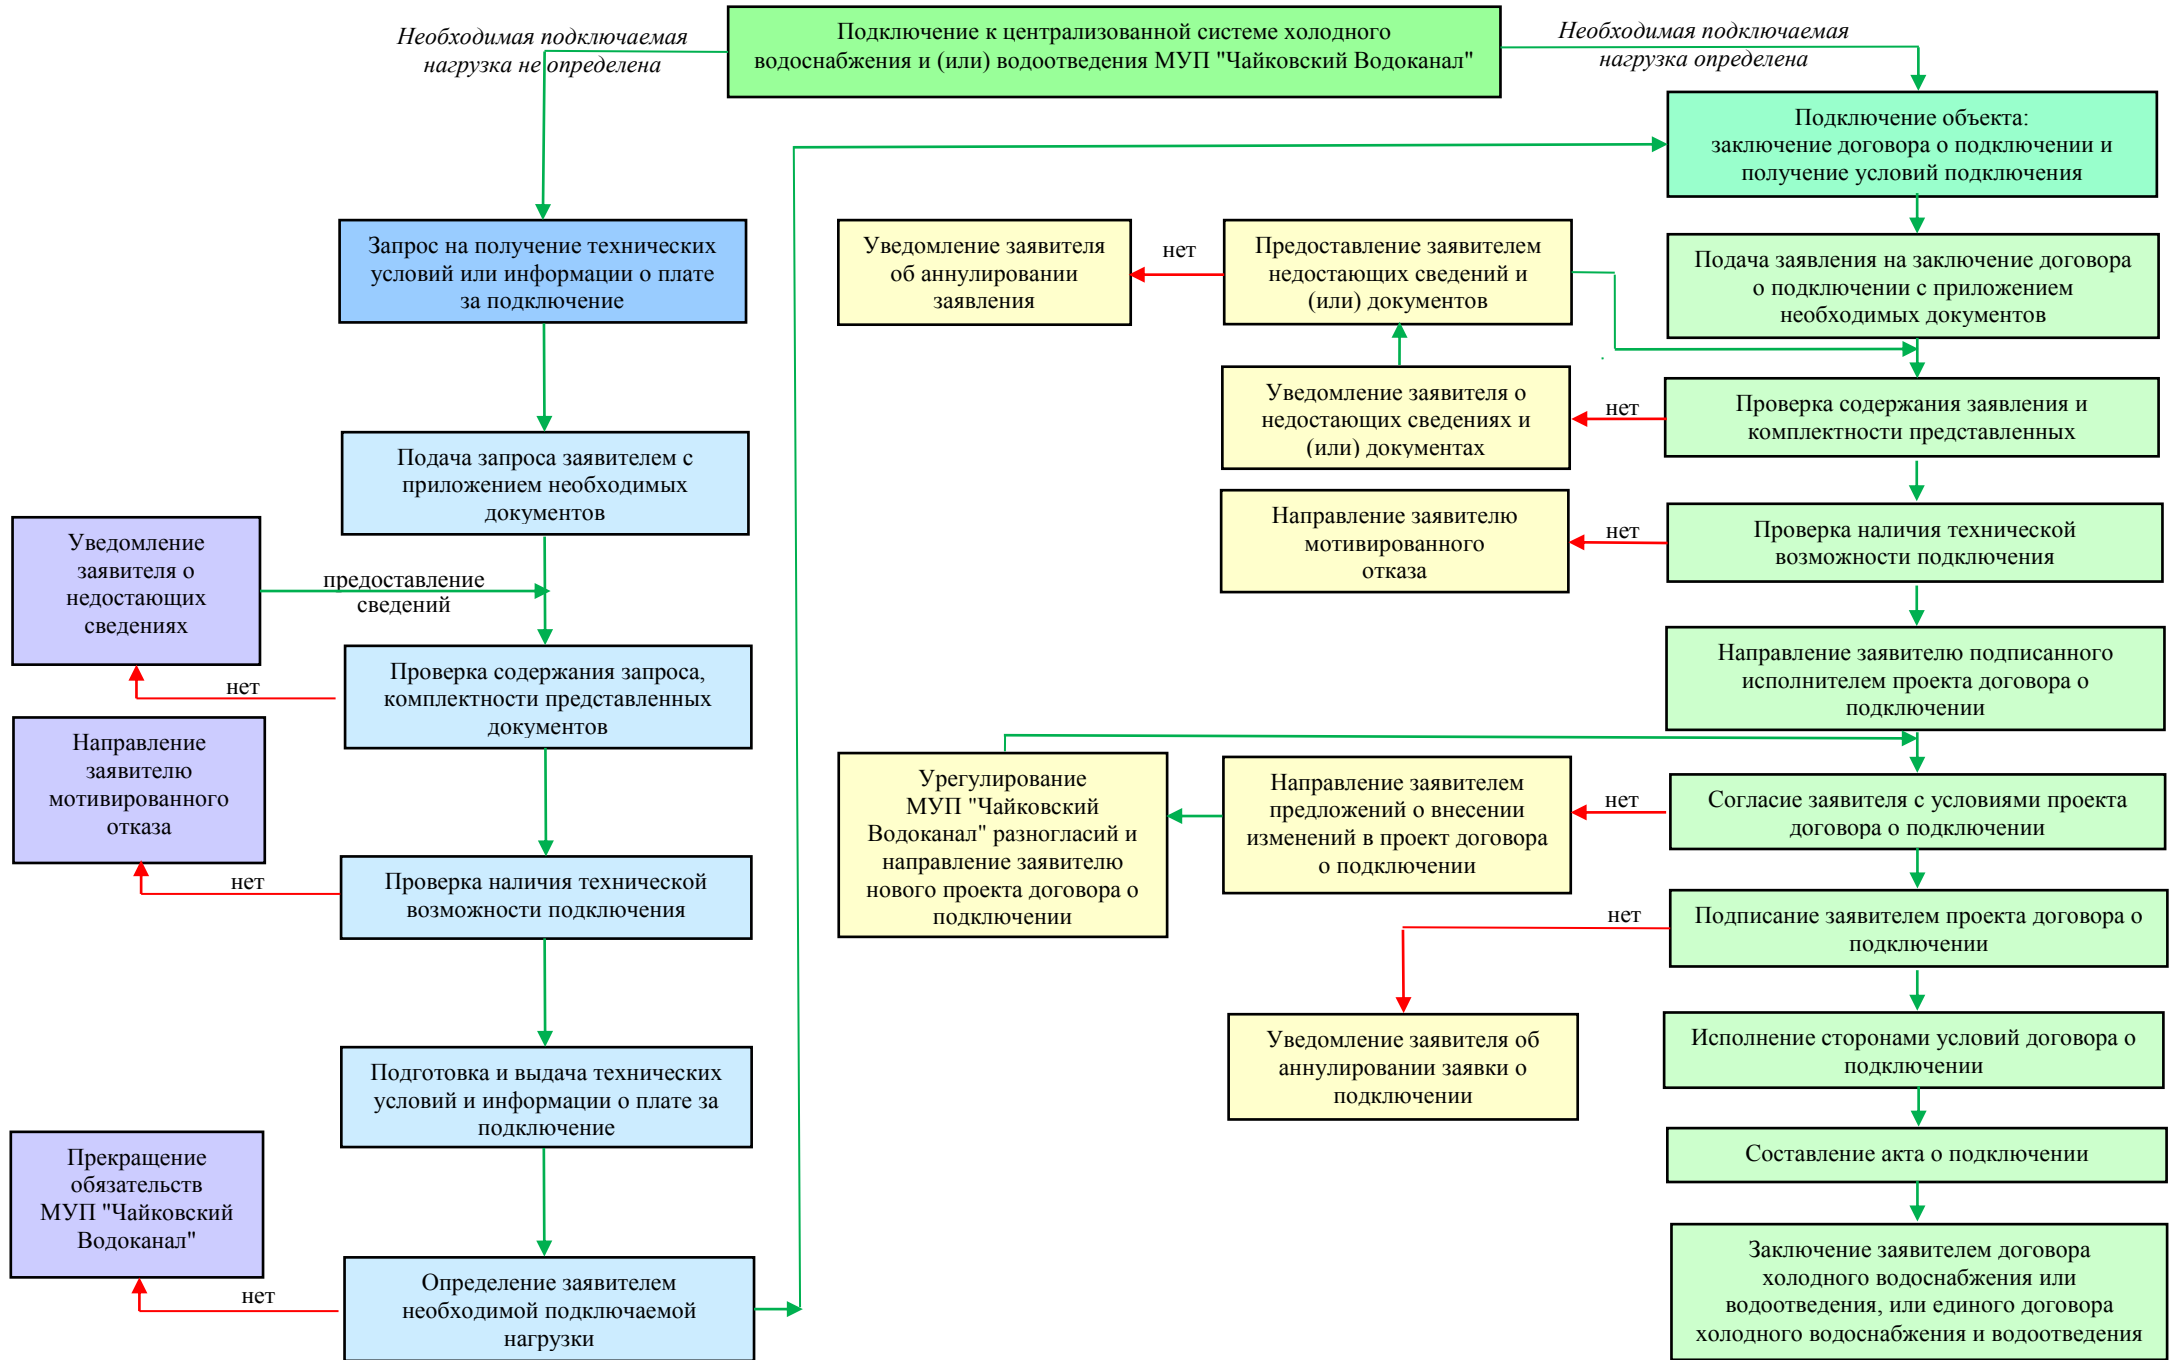 Необходимая подключаемая
нагрузка не определена
Подключение к централизованной системе холодного
водоснабжения и (или) водоотведения МУП "Чайковский Водоканал"
Необходимая подключаемая
нагрузка определена
Подключение объекта:
заключение договора о подключении и
получение условий подключения
Запрос на получение технических
условий или информации о плате
за подключение
Уведомление заявителя
об аннулировании
заявления
нет
Предоставление заявителем
недостающих сведений и
(или) документов
Подача заявления на заключение договора
о подключении с приложением
необходимых документов
Уведомление заявителя о
недостающих сведениях и
(или) документах
нет
Проверка содержания заявления и
комплектности представленных
Подача запроса заявителем с
приложением необходимых
документов
Направление заявителю
мотивированного
отказа
нет
Проверка наличия технической
возможности подключения
Уведомление
заявителя о
недостающих
сведениях
предоставление
сведений
Проверка содержания запроса,
комплектности представленных
документов
нет
Направление заявителю подписанного
исполнителем проекта договора о
подключении
Направление
заявителю
мотивированного
отказа
Урегулирование
МУП "Чайковский
Водоканал" разногласий и
направление заявителю
нового проекта договора о
подключении
Направление заявителем
предложений о внесении
изменений в проект договора
о подключении
нет
Согласие заявителя с условиями проекта
договора о подключении
нет
Проверка наличия технической
возможности подключения
нет
Подписание заявителем проекта договора о
подключении
Уведомление заявителя об
аннулировании заявки о
подключении
Исполнение сторонами условий договора о
подключении
Подготовка и выдача технических
условий и информации о плате за
подключение
Составление акта о подключении
Прекращение
обязательств
МУП "Чайковский
Водоканал"
нет
Определение заявителем
необходимой подключаемой
нагрузки
Заключение заявителем договора
холодного водоснабжения или
водоотведения, или единого договора
холодного водоснабжения и водоотведения